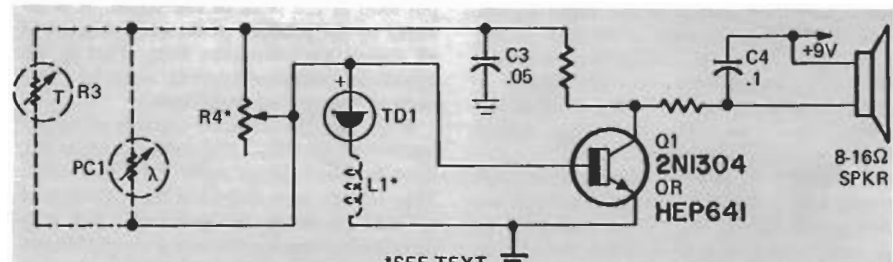 R3
T
PC1
λ
R4*
+
TD1
L1*
C3
.05
C4
.1
+9V
Q1
2N1304
OR
HEP641
8-16Ω
SPKR
*SEE TEXT